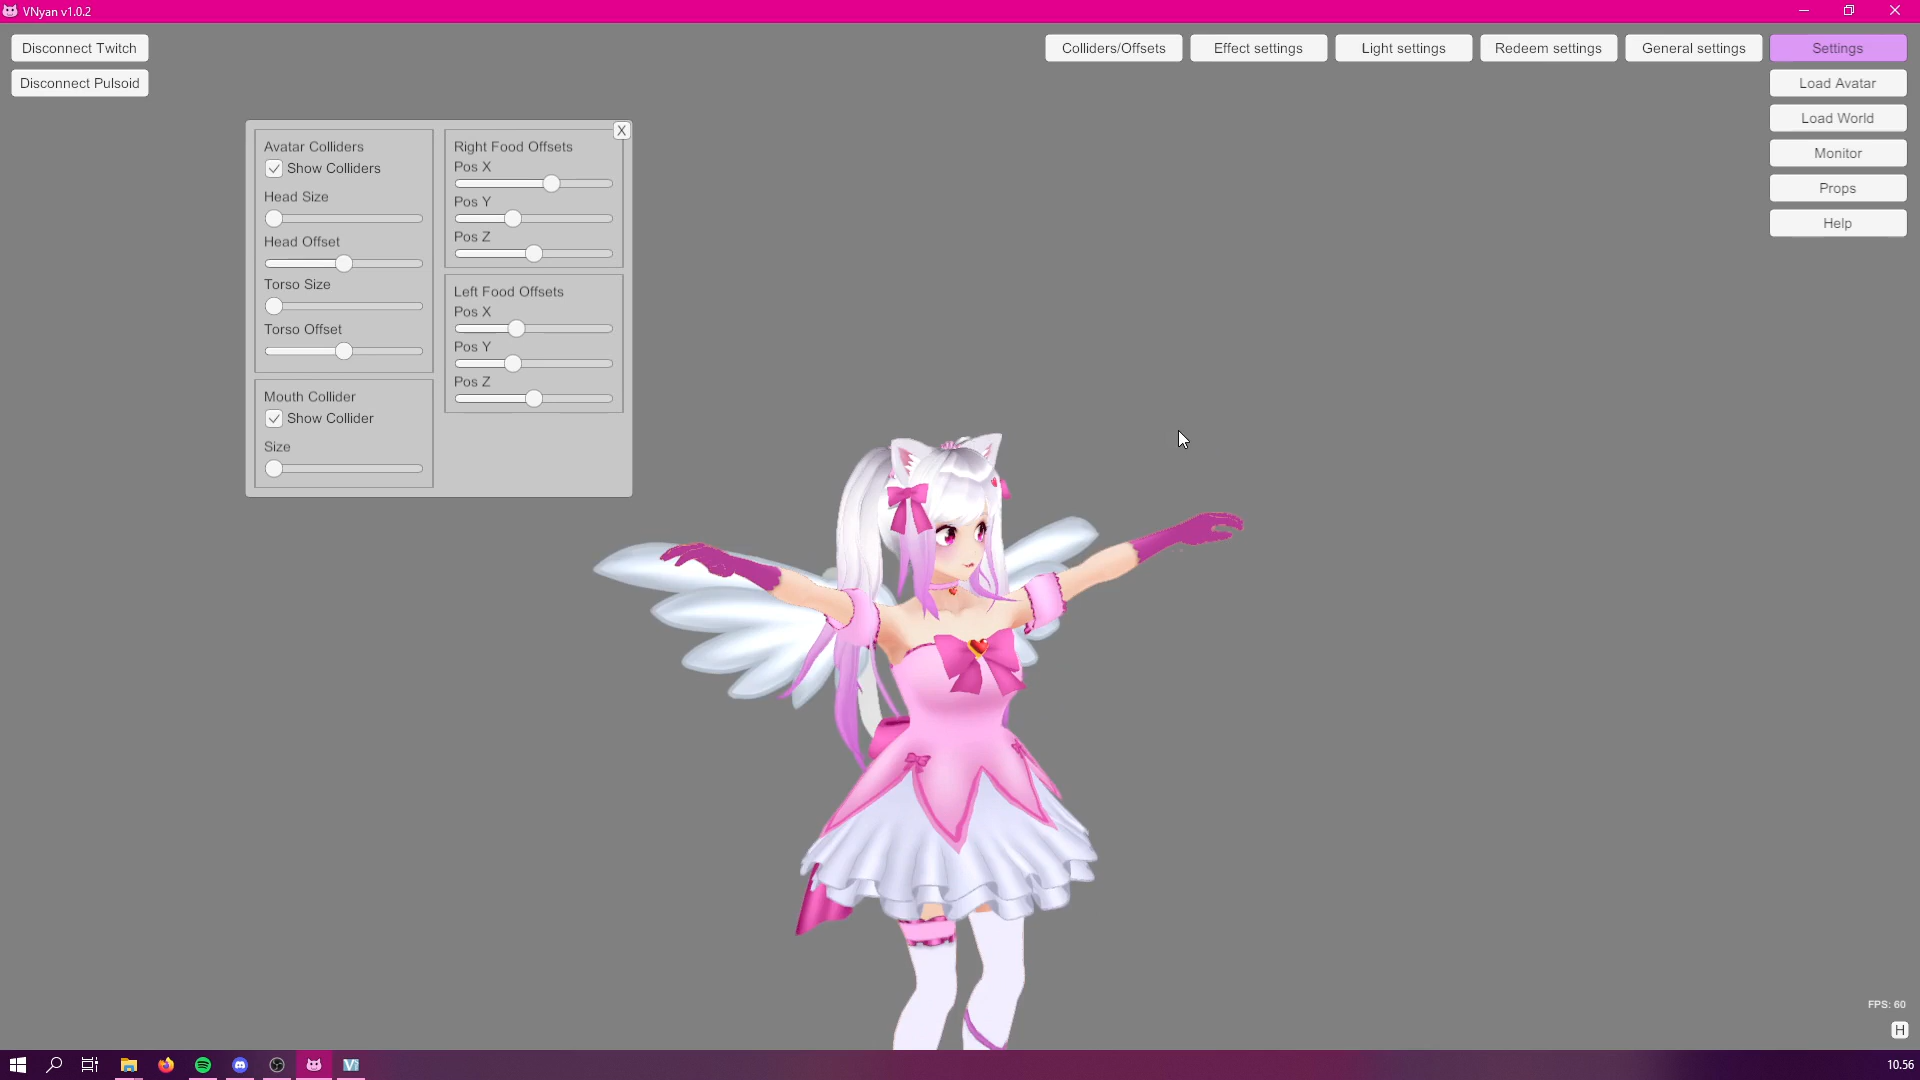 VNyan v1.0.2
Disconnect Twitch
Disconnect Pulsoid
Colliders/Offsets
Effect settings
Light settings
Redeem settings
General settings
Settings
Load Avatar
Load World
Monitor
Props
Help
X
Avatar Colliders
Show Colliders
Head Size
Head Offset
Torso Size
Torso Offset
Mouth Collider
Show Collider
Size
Right Food Offsets
Pos X
Pos Y
Pos Z
Left Food Offsets
Pos X
Pos Y
Pos Z
FPS: 60
H
10.56